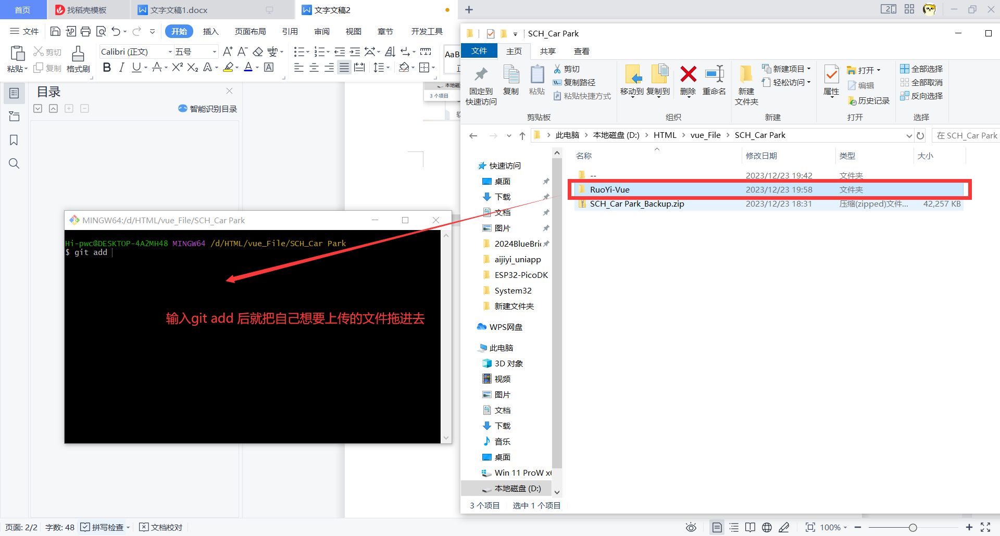 首页
找稻壳模板
文字文稿1.docx
文字文稿2
文件
开始
插入
页面布局
引用
审阅
视图
章节
开发工具
粘贴
剪切
复制
格式刷
Calibri (正文)
五号
wén
AaB
目录
智能识别目录
本地磁盘
3 个项目
MINGW64:/d/HTML/vue_File/SCH_Car Park
Hi-pwc@DESKTOP-4A2MH48 MINGW64 /d/HTML/vue_File/SCH_Car Park
$ git add
输入git add 后就把自己想要上传的文件拖进去
SCH_Car Park
文件
主页
共享
查看
固定到
快速访问
复制
粘贴
剪切
复制路径
粘贴快捷方式
剪贴板
移动到
复制到
删除
重命名
组织
新建
文件夹
新建项目
轻松访问
新建
属性
打开
编辑
历史记录
打开
全部选择
全部取消
反向选择
选择
此电脑
本地磁盘 (D:)
HTML
vue_File
SCH_Car Park
在 SCH_Car Park
快速访问
桌面
下载
文档
图片
2024BlueBri
aijiyi_uniapp
ESP32-PicoDK
System32
新建文件夹
WPS网盘
此电脑
3D 对象
视频
图片
文档
下载
音乐
桌面
Win 11 ProW x6
本地磁盘 (D:)
名称
修改日期
类型
大小
-- 2023/12/23 19:42 文件夹
RuoYi-Vue 2023/12/23 19:58 文件夹
SCH_Car Park_Backup.zip 2023/12/23 18:31 压缩(zipped)文件... 42,257 KB
3 个项目
选中 1 个项目
页面: 2/2
字数: 48
拼写检查
文档校对
100%